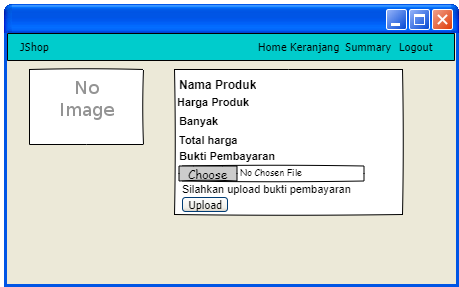 JShop Home Keranjang Summary Logout
No
Image
Nama Produk
Harga Produk
Banyak
Total harga
Bukti Pembayaran
Choose No Chosen File
Silahkan upload bukti pembayaran
Upload